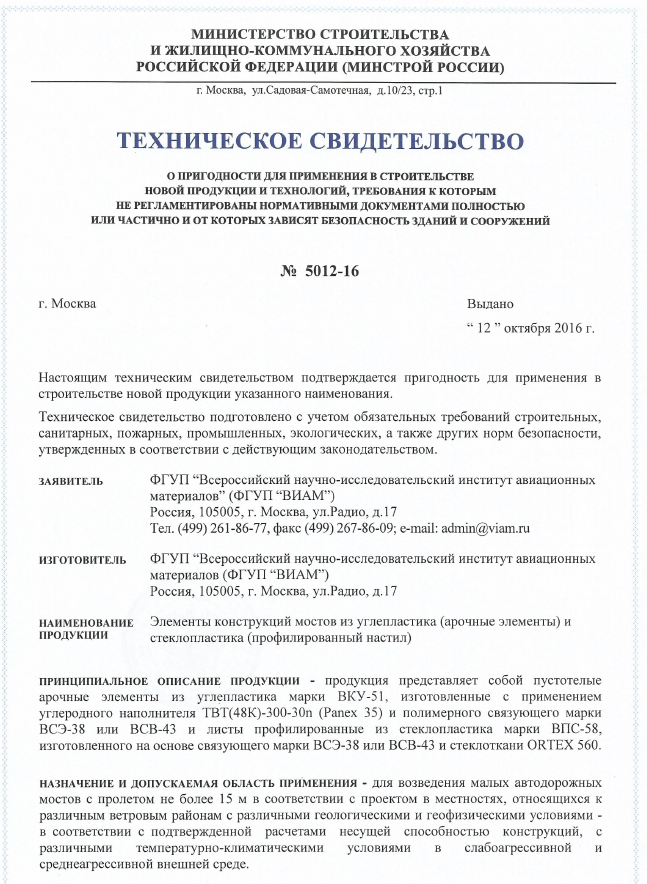 МИНИСТЕРСТВО СТРОИТЕЛЬСТВА
И ЖИЛИЩНО-КОММУНАЛЬНОГО ХОЗЯЙСТВА
РОССИЙСКОЙ ФЕДЕРАЦИИ (МИНСТРОЙ РОССИИ)
г. Москва, ул.Садовая-Самотечная, д.10/23, стр.1
ТЕХНИЧЕСКОЕ СВИДЕТЕЛЬСТВО
О ПРИГОДНОСТИ ДЛЯ ПРИМЕНЕНИЯ В СТРОИТЕЛЬСТВЕ
НОВОЙ ПРОДУКЦИИ И ТЕХНОЛОГИЙ, ТРЕБОВАНИЯ К КОТОРЫМ
НЕ РЕГЛАМЕНТИРОВАНЫ НОРМАТИВНЫМИ ДОКУМЕНТАМИ ПОЛНОСТЬЮ
ИЛИ ЧАСТИЧНО И ОТ КОТОРЫХ ЗАВИСЯТ БЕЗОПАСНОСТЬ ЗДАНИЙ И СООРУЖЕНИЙ
№ 5012-16
г. Москва Выдано
“ 12 ” октября 2016 г.
Настоящим техническим свидетельством подтверждается пригодность для применения в
строительстве новой продукции указанного наименования.
Техническое свидетельство подготовлено с учетом обязательных требований строительных,
санитарных, пожарных, промышленных, экологических, а также других норм безопасности,
утвержденных в соответствии с действующим законодательством.
ЗАЯВИТЕЛЬ ФГУП “Всероссийский научно-исследовательский институт авиационных
материалов” (ФГУП “ВИАМ”)
Россия, 105005, г. Москва, ул.Радио, д.17
Тел. (499) 261-86-77, факс (499) 267-86-09; e-mail: admin@viam.ru
ИЗГОТОВИТЕЛЬ ФГУП “Всероссийский научно-исследовательский институт авиационных
материалов (ФГУП “ВИАМ”)
Россия, 105005, г. Москва, ул.Радио, д.17
НАИМЕНОВАНИЕ Элементы конструкций мостов из углепластика (арочные элементы) и
ПРОДУКЦИИ стеклопластика (профилированный настил)
ПРИНЦИПИАЛЬНОЕ ОПИСАНИЕ ПРОДУКЦИИ - продукция представляет собой пустотелые
арочные элементы из углепластика марки ВКУ-51, изготовленные с применением
углеродного наполнителя ТВТ(48К)-300-30n (Panex 35) и полимерного связующего марки
ВСЭ-38 или ВСВ-43 и листы профилированные из стеклопластика марки ВПС-58,
изготовленного на основе связующего марки ВСЭ-38 или ВСВ-43 и стеклоткани ORTEX 560.
НАЗНАЧЕНИЕ И ДОПУСКАЕМАЯ ОБЛАСТЬ ПРИМЕНЕНИЯ - для возведения малых автодорожных
мостов с пролетом не более 15 м в соответствии с проектом в местностях, относящихся к
различным ветровым районам с различными геологическими и геофизическими условиями -
в соответствии с подтвержденной расчетами несущей способностью конструкций, с
различными температурно-климатическими условиями в слабоагрессивной и
среднеагрессивной внешней среде.